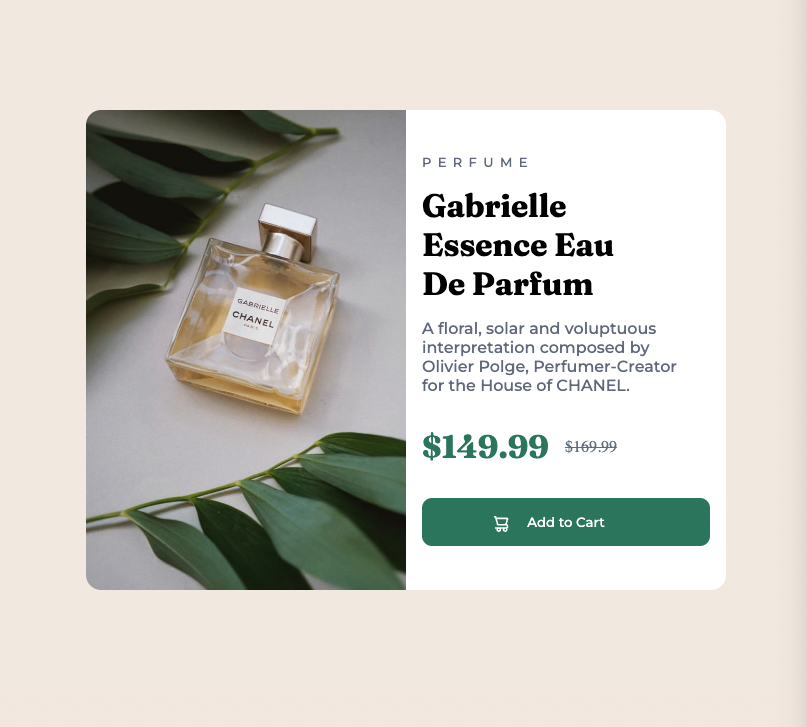 GABRIELLE
CHANEL
PARIS
PERFUME
Gabrielle
Essence Eau
De Parfum
A floral, solar and voluptuous
interpretation composed by
Olivier Polge, Perfumer-Creator
for the House of CHANEL.
$149.99 $169.99
Add to Cart